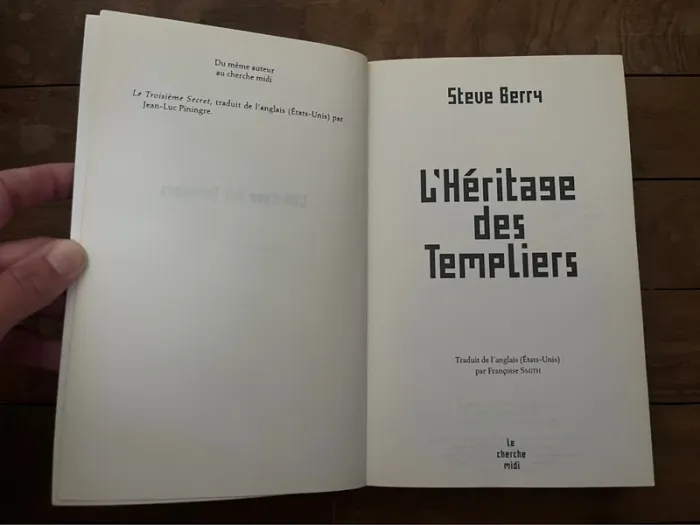 Du même auteur
au cherche midi
Le Troisième Secret, traduit de l'anglais (États-Unis) par
Jean-Luc Piningre.
Steve Berry
L'Héritage
des
Templiers
Traduit de l'anglais (États-Unis)
par Françoise SMITH
le
cherche
midi